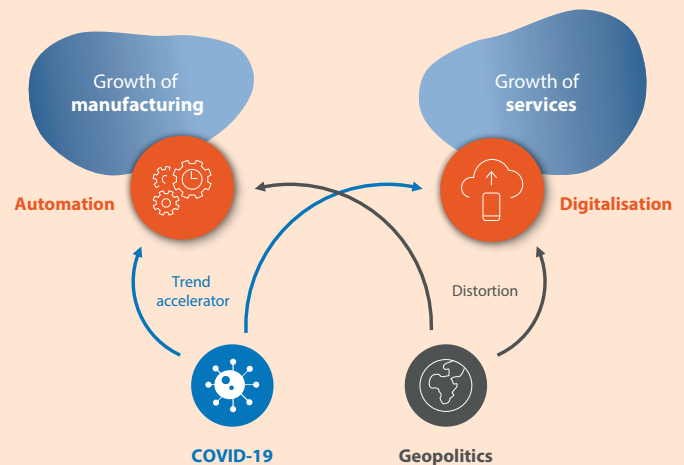 Growth of
manufacturing
Growth of
services
Automation
Digitalisation
Trend
accelerator
Distortion
COVID-19
Geopolitics